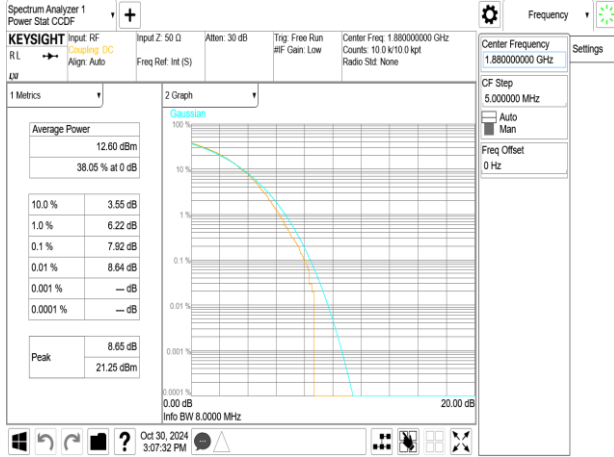 Spectrum Analyzer 1
Power Stat CCDF
+
Frequency
KEYSIGHT
RL
LXI
Input: RF
Coupling: DC
Align: Auto
Input Z: 50 Ω
Freq Ref: Int (S)
Atten: 30 dB
Trig: Free Run
#IF Gain: Low
Center Freq: 1.880000000 GHz
Counts: 10.0 k/10.0 kpt
Radio Std: None
Center Frequency
1.880000000 GHz
Settings
CF Step
5.000000 MHz
Auto
Man
Freq Offset
0 Hz
1 Metrics
Average Power
12.60 dBm
38.05 % at 0 dB
10.0 % 3.55 dB
1.0 % 6.22 dB
0.1 % 7.92 dB
0.01 % 8.64 dB
0.001 % --- dB
0.0001 % --- dB
Peak
8.65 dB
21.25 dBm
2 Graph
Gaussian
100 %
10 %
1 %
0.1 %
0.01 %
0.001 %
0.0001 %
0.00 dB
20.00 dB
Info BW 8.0000 MHz
?
Oct 30, 2024
3:07:32 PM